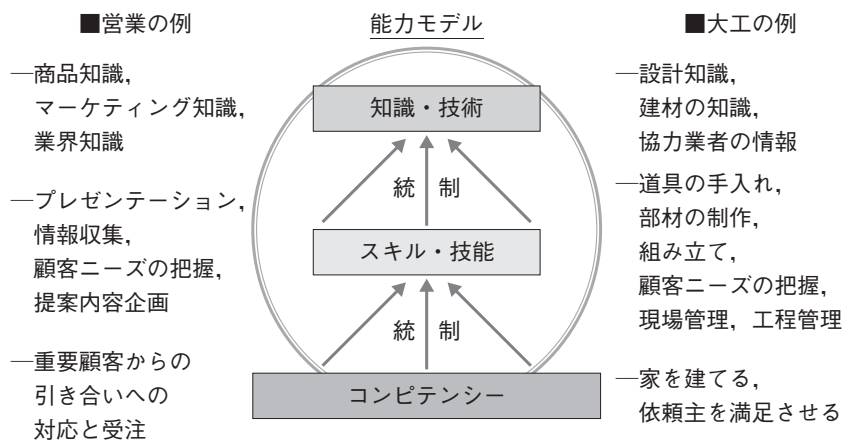 ■営業の例
―商品知識，
マーケティング知識，
業界知識
―プレゼンテーション，
情報収集，
顧客ニーズの把握，
提案内容企画
―重要顧客からの
引き合いへの
対応と受注
能力モデル
知識・技術
統 制
スキル・技能
統 制
コンピテンシー
■大工の例
―設計知識，
建材の知識，
協力業者の情報
―道具の手入れ，
部材の制作，
組み立て，
顧客ニーズの把握，
現場管理，工程管理
―家を建てる，
依頼主を満足させる